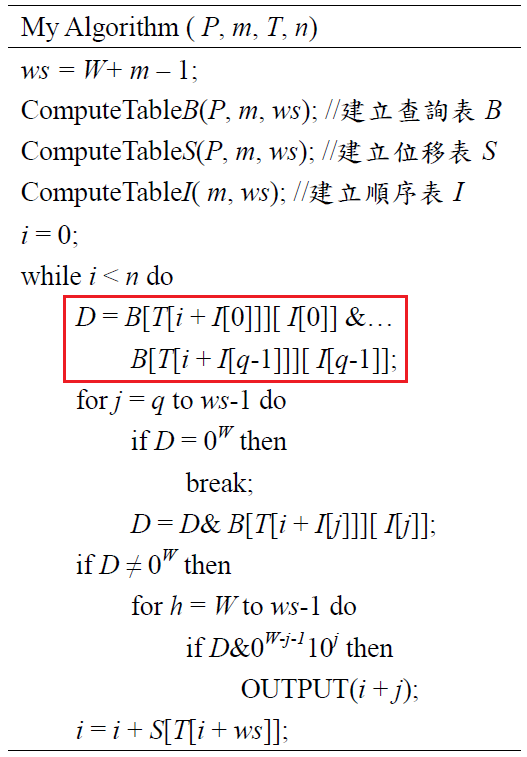 My Algorithm ( P, m, T, n)
ws = W+ m – 1;
ComputeTableB(P, m, ws); //建立查詢表 B
ComputeTableS(P, m, ws); //建立位移表 S
ComputeTableI( m, ws); //建立順序表 I
i = 0;
while i < n do
D = B[T[i + I[0]]][ I[0]] &…
B[T[i + I[q-1]]][ I[q-1]];
for j = q to ws-1 do
if D = 0^W then
break;
D = D& B[T[i + I[j]]][ I[j]];
if D ≠ 0^W then
for h = W to ws-1 do
if D&0^{W-j-1}10^j then
OUTPUT(i + j);
i = i + S[T[i + ws]];